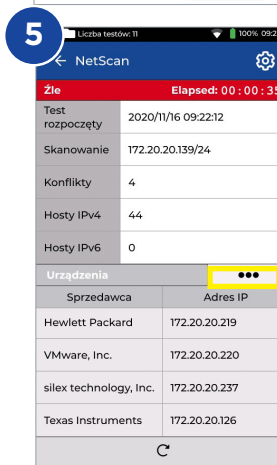 5
Liczba testów: 11 100% 09:2
← NetScan
Źle Elapsed: 00:00:35
Test rozpoczęty 2020/11/16 09:22:12
Skanowanie 172.20.20.139/24
Konflikty 4
Hosty IPv4 44
Hosty IPv6 0
Urządzenia •••
Sprzedawca Adres IP
Hewlett Packard 172.20.20.219
VMware, Inc. 172.20.20.220
silex technology, Inc. 172.20.20.237
Texas Instrum 172.20.20.126